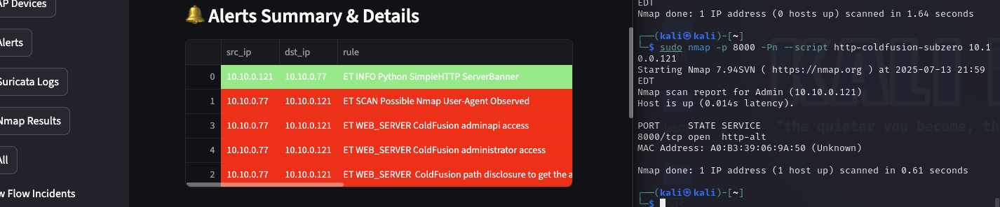 AP Devices
Alerts
Suricata Logs
Nmap Results
All
w Flow Incidents
🔔 Alerts Summary & Details
src_ip dst_ip rule
0 10.10.0.121 10.10.0.77 ET INFO Python SimpleHTTP ServerBanner
1 10.10.0.77 10.10.0.121 ET SCAN Possible Nmap User-Agent Observed
3 10.10.0.77 10.10.0.121 ET WEB_SERVER ColdFusion adminapi access
4 10.10.0.77 10.10.0.121 ET WEB_SERVER ColdFusion administrator access
2 10.10.0.77 10.10.0.121 ET WEB_SERVER ColdFusion path disclosure to get the a
EDT
Nmap done: 1 IP address (0 hosts up) scanned in 1.64 seconds
┌──(kali㉿kali)-[~]
└─$ sudo nmap -p 8000 -Pn --script http-coldfusion-subzero 10.1
0.0.121
Starting Nmap 7.94SVN ( https://nmap.org ) at 2025-07-13 21:59
EDT
Nmap scan report for Admin (10.10.0.121)
Host is up (0.014s latency).
PORT STATE SERVICE
8000/tcp open http-alt
MAC Address: A0:B3:39:06:9A:50 (Unknown)
Nmap done: 1 IP address (1 host up) scanned in 0.61 seconds
┌──(kali㉿kali)-[~]
└─$
"the quieter you become, th